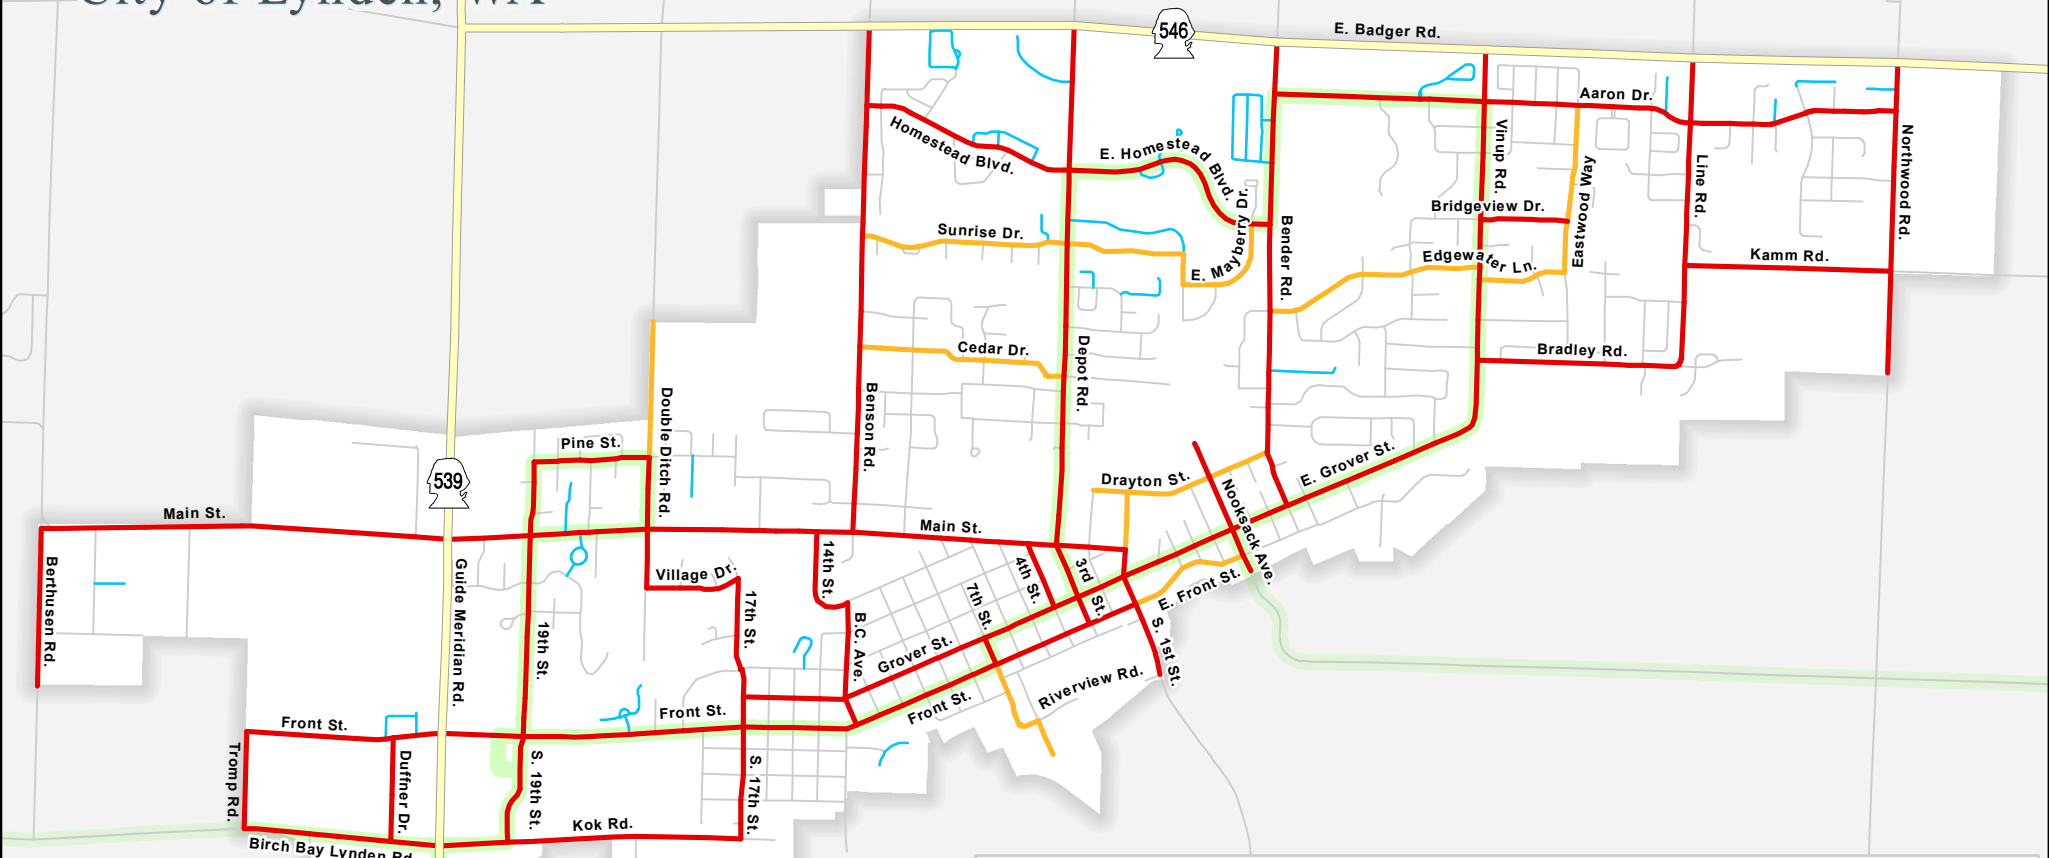 City of Lynden, WA
546
E. Badger Rd.
Aaron Dr.
Homestead Blvd.
E. Homestead Blvd.
Vinup Rd.
Northwood Rd.
Line Rd.
Eastwood Way
Bridgeview Dr.
Sunrise Dr.
E. Mayberry Dr.
Bender Rd.
Edgewater Ln.
Kamm Rd.
Cedar Dr.
Depot Rd.
Bradley Rd.
Double Ditch Rd.
Benson Rd.
Pine St.
539
Drayton St.
E. Grover St.
Nooksack Ave.
Main St.
Main St.
Berthusen Rd.
Guide Meridian Rd.
Village Dr.
14th St.
4th St.
3rd St.
7th St.
E. Front St.
17th St.
19th St.
B.C. Ave.
Grover St.
S. 1st St.
Riverview Rd.
Front St.
Front St.
Front St.
Tromp Rd.
Duffner Dr.
S. 19th St.
S. 17th St.
Kok Rd.
Birch Bay Lynden Rd.